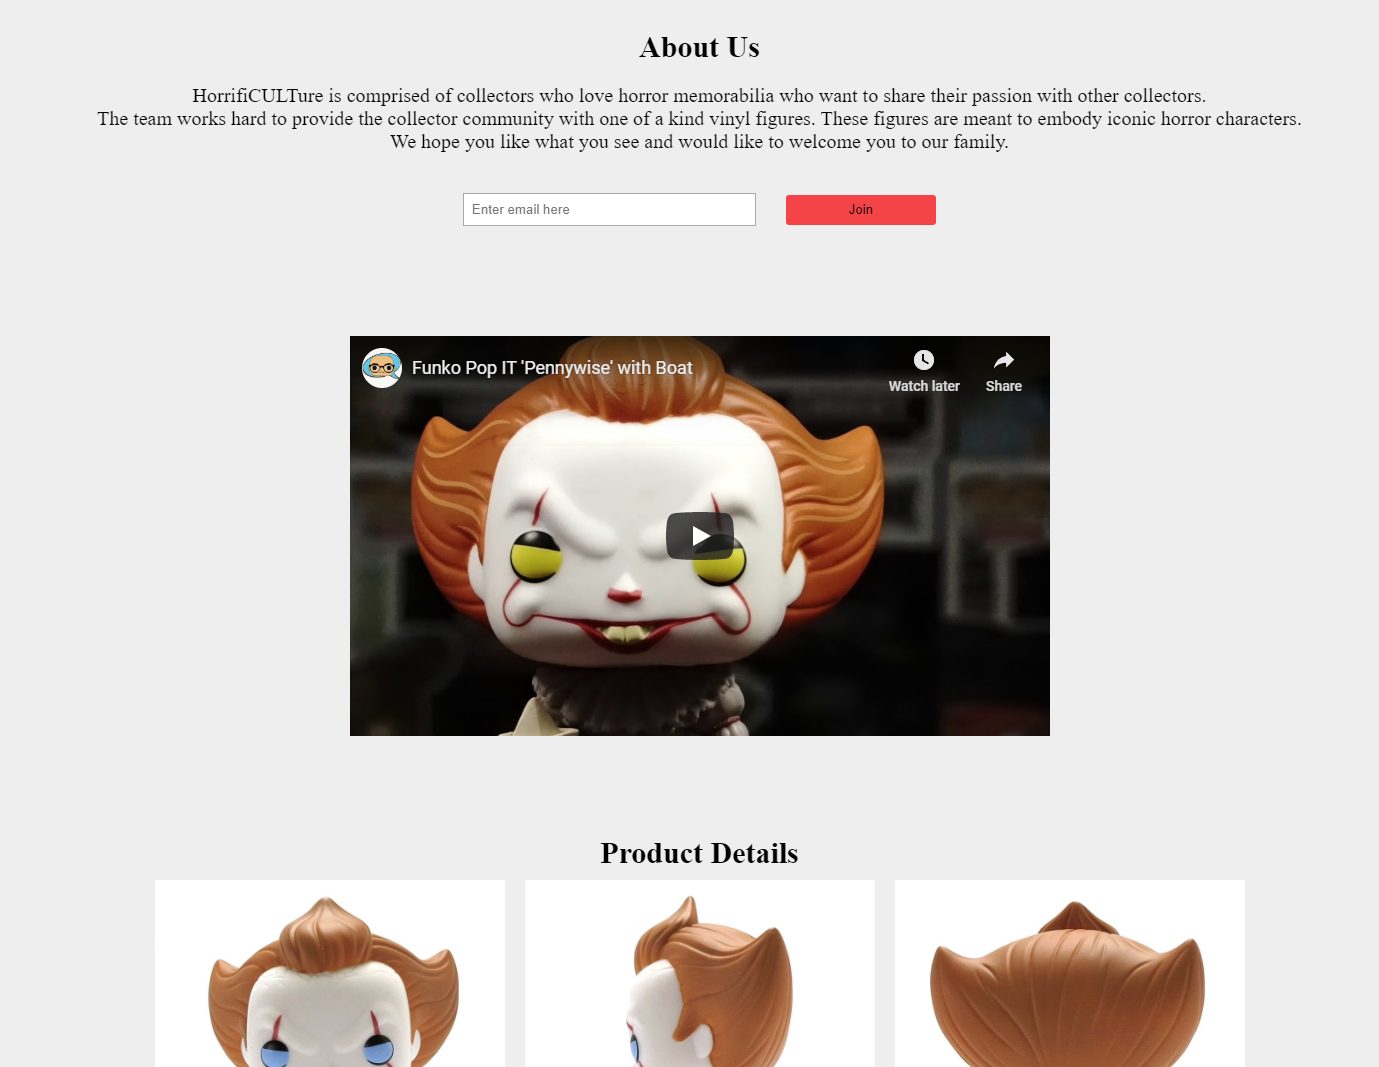 About Us
HorrifiCULTure is comprised of collectors who love horror memorabilia who want to share their passion with other collectors.
The team works hard to provide the collector community with one of a kind vinyl figures. These figures are meant to embody iconic horror characters.
We hope you like what you see and would like to welcome you to our family.
Enter email here
Join
Funko Pop IT 'Pennywise' with Boat
Watch later
Share
Product Details